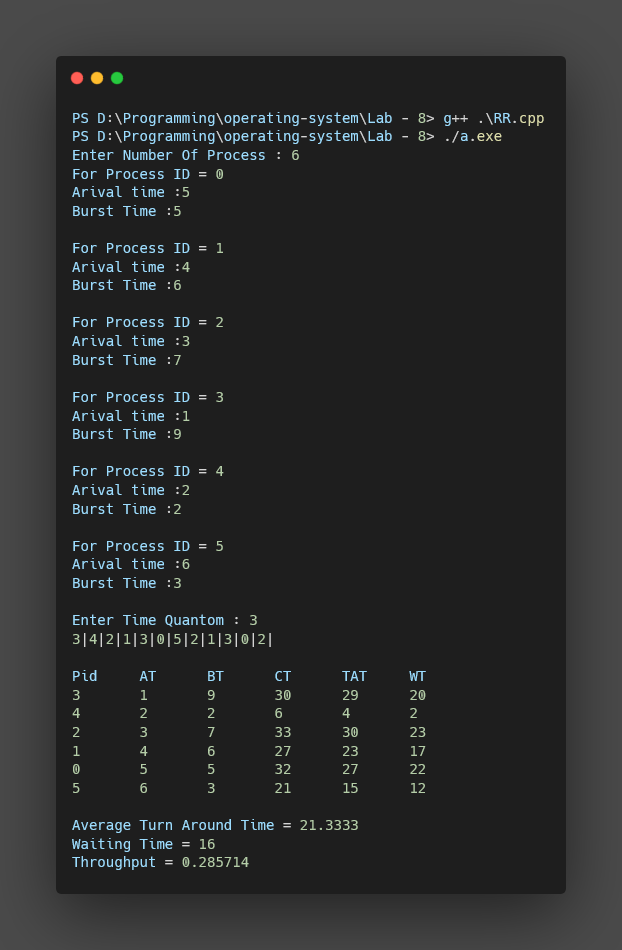 PS D:\Programming\operating-system\Lab - 8> g++ .\RR.cpp
PS D:\Programming\operating-system\Lab - 8> ./a.exe
Enter Number Of Process : 6
For Process ID = 0
Arival time :5
Burst Time :5
For Process ID = 1
Arival time :4
Burst Time :6
For Process ID = 2
Arival time :3
Burst Time :7
For Process ID = 3
Arival time :1
Burst Time :9
For Process ID = 4
Arival time :2
Burst Time :2
For Process ID = 5
Arival time :6
Burst Time :3
Enter Time Quantom : 3
3|4|2|1|3|0|5|2|1|3|0|2|
Pid AT BT CT TAT WT
3 1 9 30 29 20
4 2 2 6 4 2
2 3 7 33 30 23
1 4 6 27 23 17
0 5 5 32 27 22
5 6 3 21 15 12
Average Turn Around Time = 21.3333
Waiting Time = 16
Throughput = 0.285714